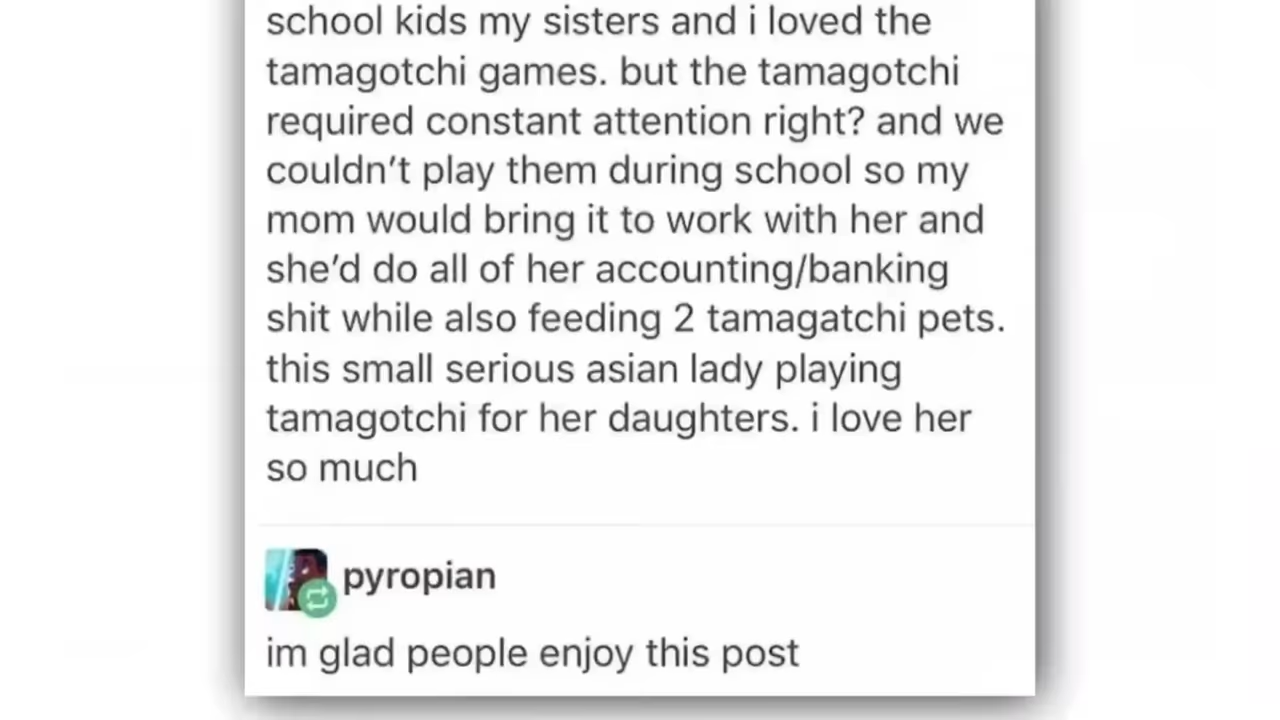 school kids my sisters and i loved the
tamagotchi games. but the tamagotchi
required constant attention right? and we
couldn’t play them during school so my
mom would bring it to work with her and
she’d do all of her accounting/banking
shit while also feeding 2 tamagatchi pets.
this small serious asian lady playing
tamagotchi for her daughters. i love her
so much
pyropian
im glad people enjoy this post